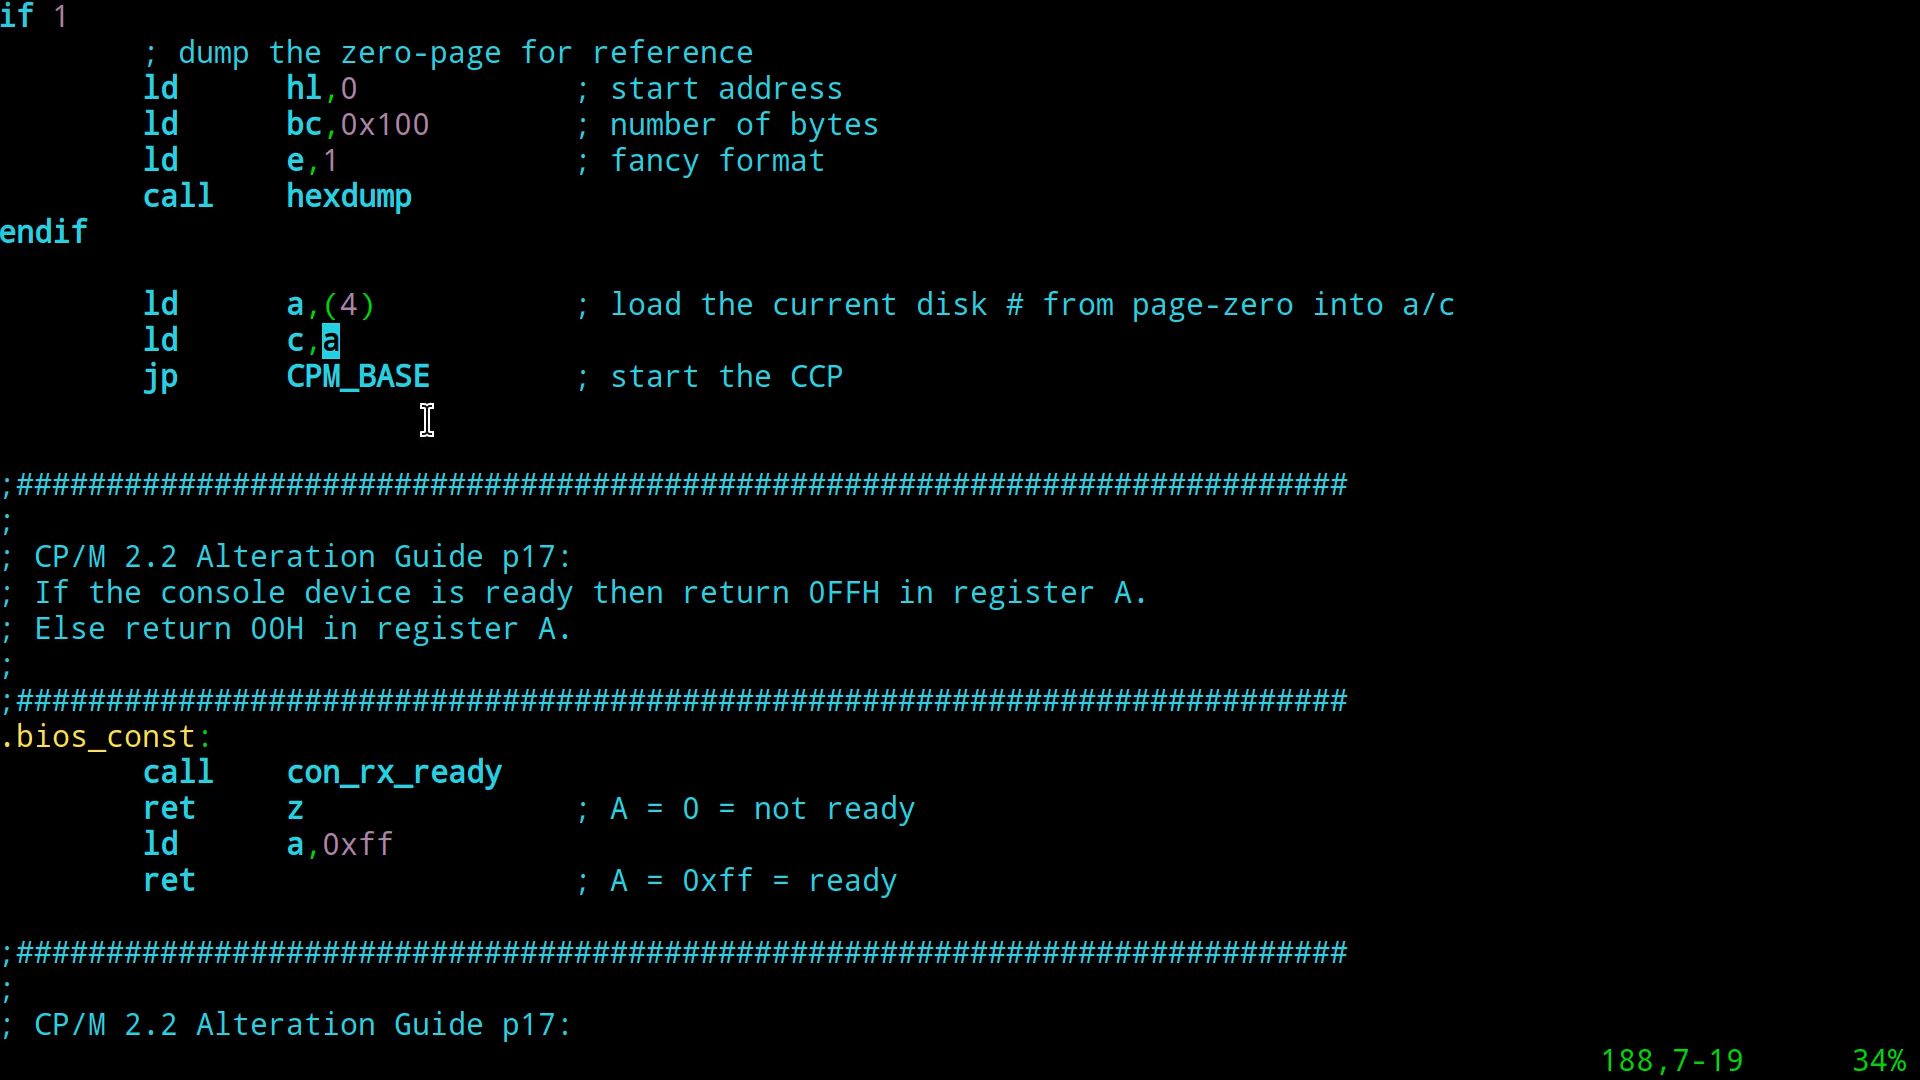 if 1
        ; dump the zero-page for reference
        ld      hl,0            ; start address
        ld      bc,0x100        ; number of bytes
        ld      e,1             ; fancy format
        call    hexdump
endif

        ld      a,(4)           ; load the current disk # from page-zero into a/c
        ld      c,a
        jp      CPM_BASE        ; start the CCP


;##########################################################################
;
; CP/M 2.2 Alteration Guide p17:
; If the console device is ready then return 0FFH in register A.
; Else return 00H in register A.
;
;##########################################################################
.bios_const:
        call    con_rx_ready
        ret     z               ; A = 0 = not ready
        ld      a,0xff
        ret                     ; A = 0xff = ready

;##########################################################################
;
; CP/M 2.2 Alteration Guide p17:
188,7-19      34%